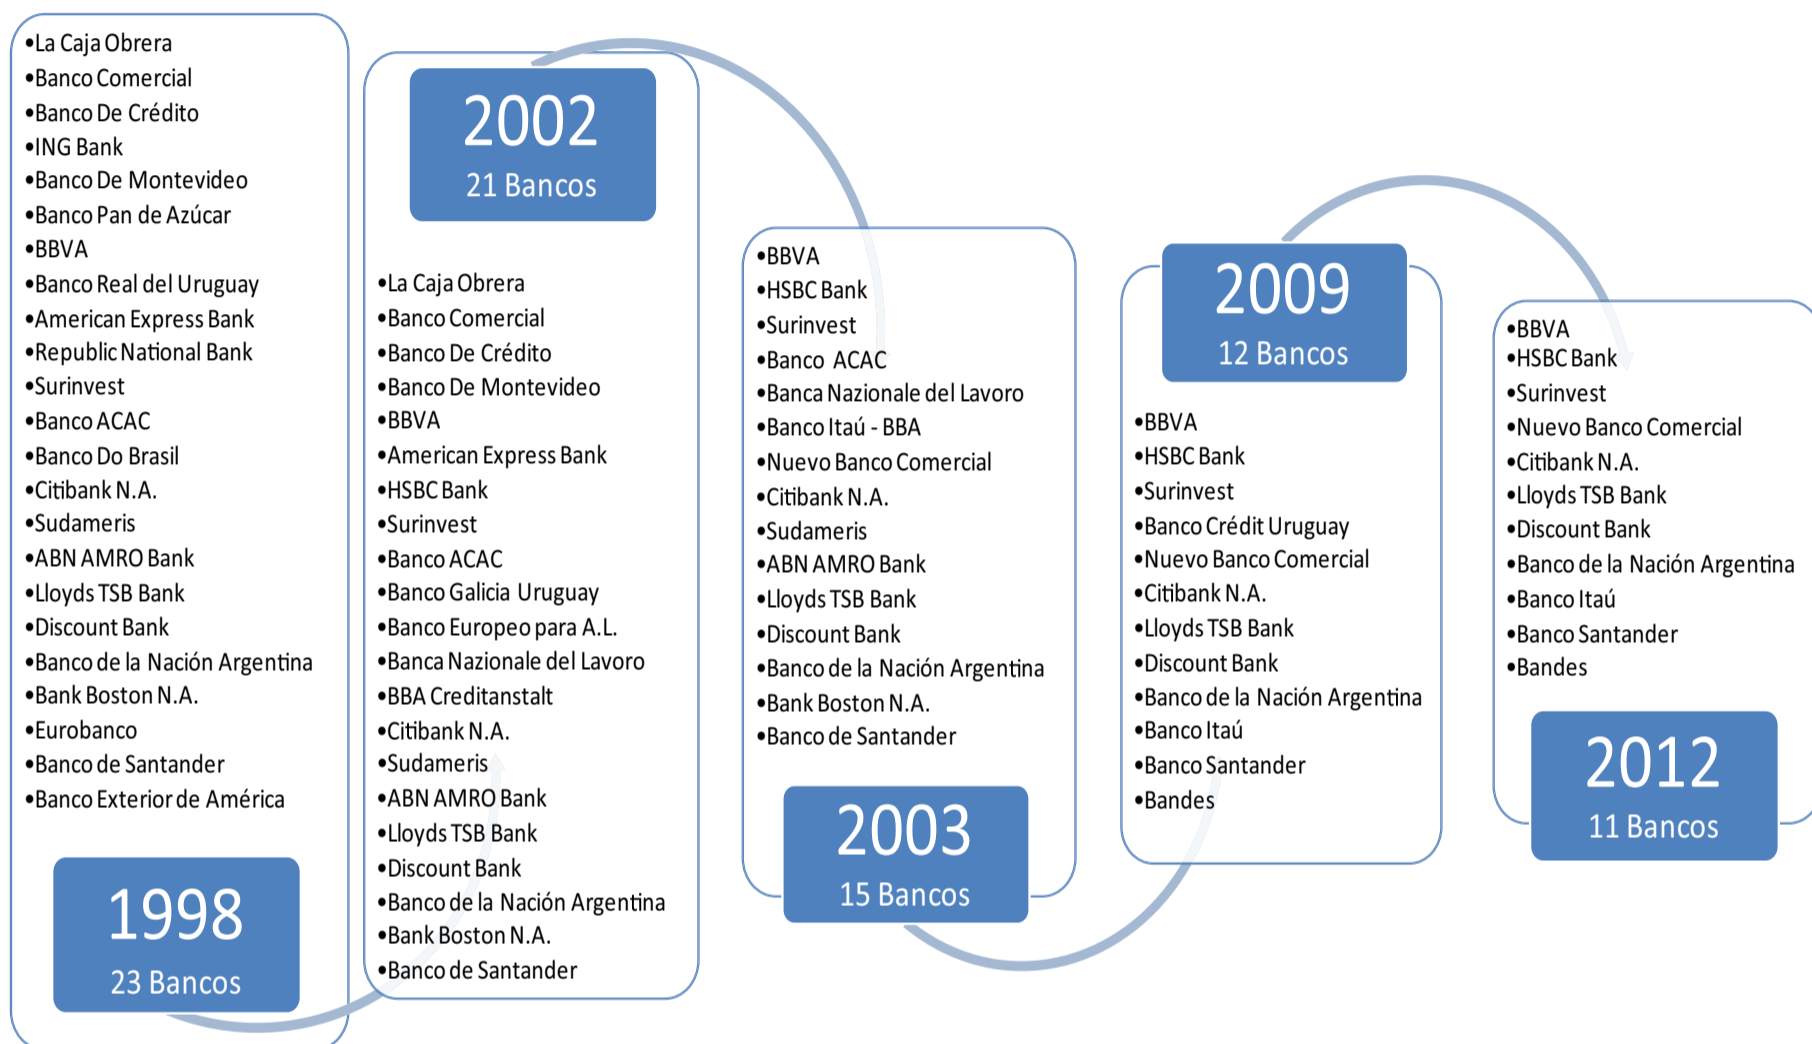 •La Caja Obrera
•Banco Comercial
•Banco De Crédito
•ING Bank
•Banco De Montevideo
•Banco Pan de Azúcar
•BBVA
•Banco Real del Uruguay
•American Express Bank
•Republic National Bank
•Surinvest
•Banco ACAC
•Banco Do Brasil
•Citibank N.A.
•Sudameris
•ABN AMRO Bank
•Lloyds TSB Bank
•Discount Bank
•Banco de la Nación Argentina
•Bank Boston N.A.
•Eurobanco
•Banco de Santander
•Banco Exterior de América
1998
23 Bancos
2002
21 Bancos
•La Caja Obrera
•Banco Comercial
•Banco De Crédito
•Banco De Montevideo
•BBVA
•American Express Bank
•HSBC Bank
•Surinvest
•Banco ACAC
•Banco Galicia Uruguay
•Banco Europeo para A.L.
•Banca Nazionale del Lavoro
•BBA Creditanstalt
•Citibank N.A.
•Sudameris
•ABN AMRO Bank
•Lloyds TSB Bank
•Discount Bank
•Banco de la Nación Argentina
•Bank Boston N.A.
•Banco de Santander
•BBVA
•HSBC Bank
•Surinvest
•Banco ACAC
•Banca Nazionale del Lavoro
•Banco Itaú - BBA
•Nuevo Banco Comercial
•Citibank N.A.
•Sudameris
•ABN AMRO Bank
•Lloyds TSB Bank
•Discount Bank
•Banco de la Nación Argentina
•Bank Boston N.A.
•Banco de Santander
2003
15 Bancos
2009
12 Bancos
•BBVA
•HSBC Bank
•Surinvest
•Banco Crédit Uruguay
•Nuevo Banco Comercial
•Citibank N.A.
•Lloyds TSB Bank
•Discount Bank
•Banco de la Nación Argentina
•Banco Itaú
•Banco Santander
•Bandes
•BBVA
•HSBC Bank
•Surinvest
•Nuevo Banco Comercial
•Citibank N.A.
•Lloyds TSB Bank
•Discount Bank
•Banco de la Nación Argentina
•Banco Itaú
•Banco Santander
•Bandes
2012
11 Bancos